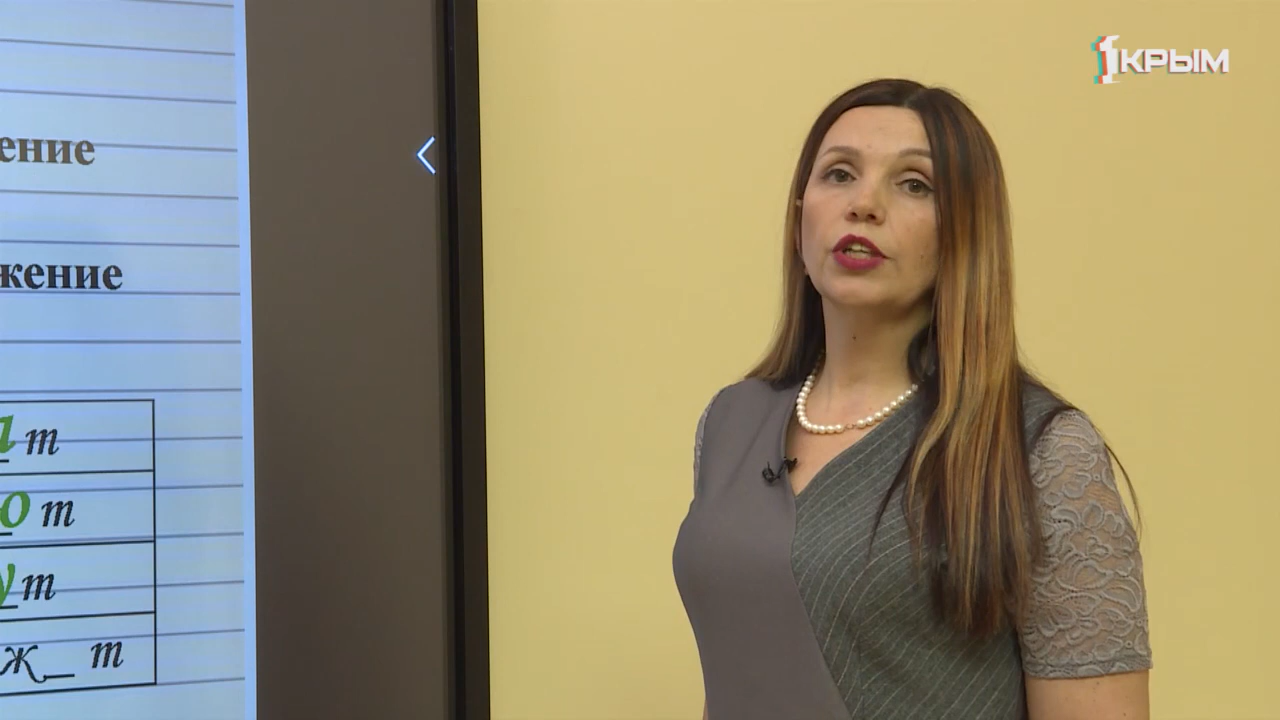 1КРЫМ
ение
жение
т
ю т
у т
ж_ т